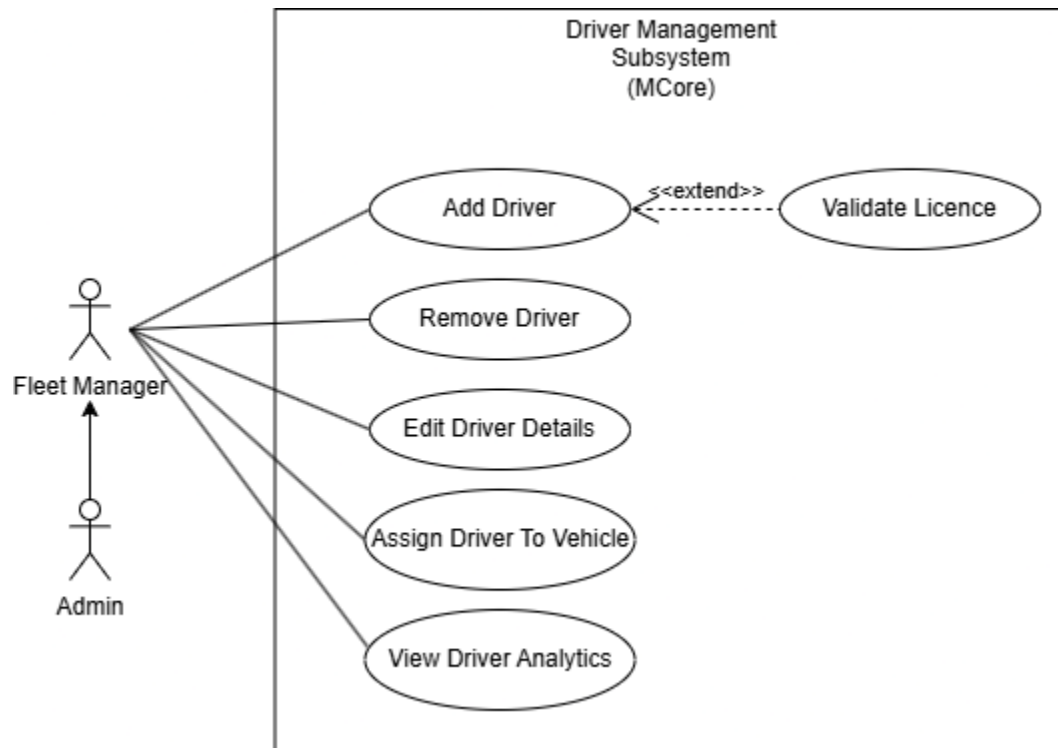 Driver Management
Subsystem
(MCore)
Add Driver
<<extend>>
Validate Licence
Remove Driver
Fleet Manager
Edit Driver Details
Assign Driver To Vehicle
Admin
View Driver Analytics